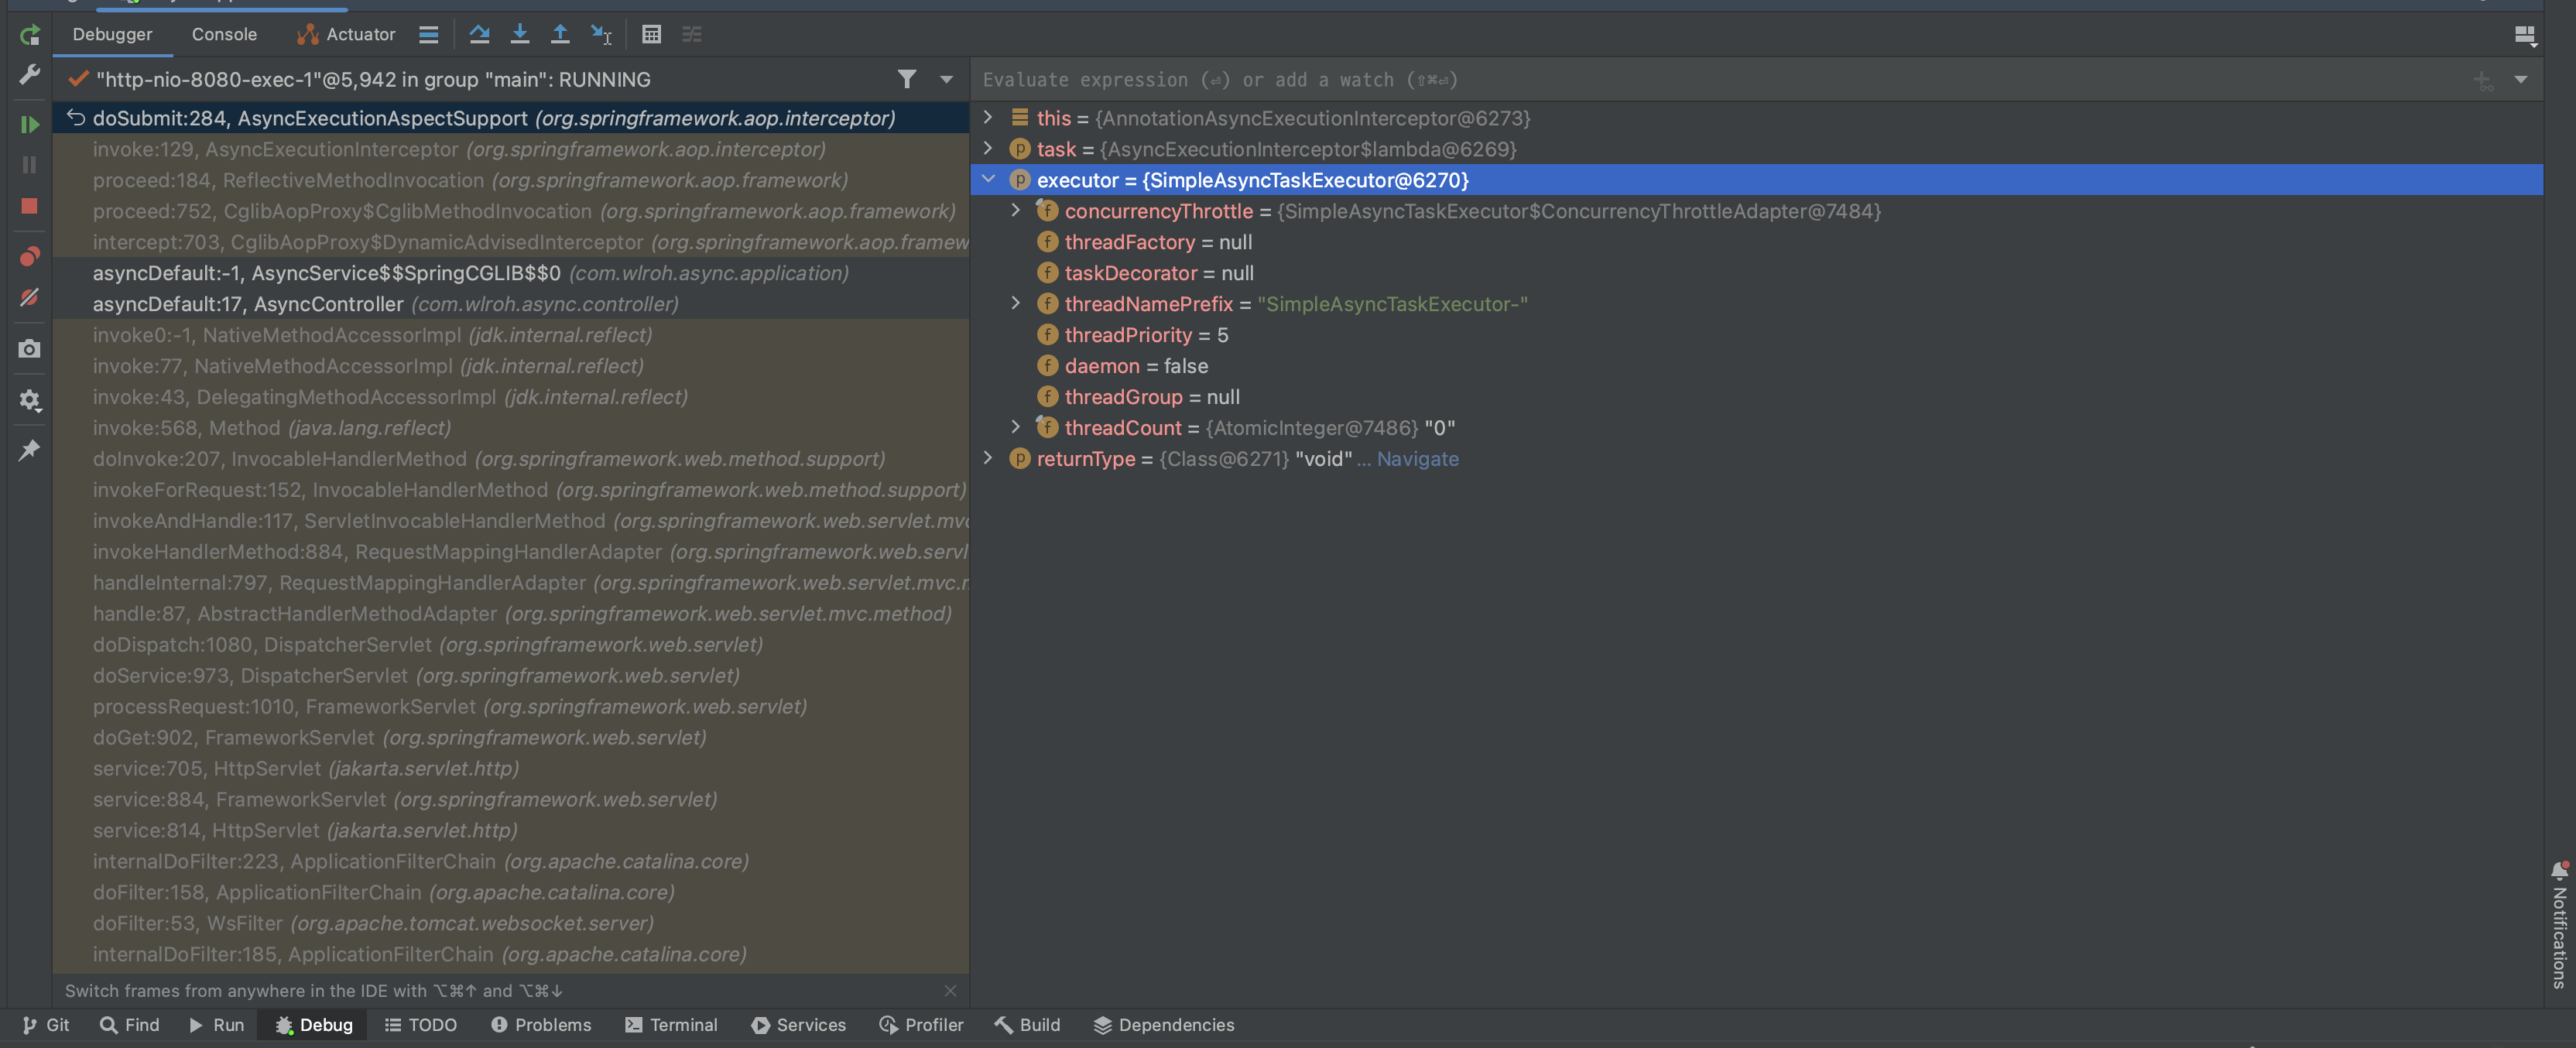 Debugger Console Actuator
"http-nio-8080-exec-1"@5,942 in group "main": RUNNING
doSubmit:284, AsyncExecutionAspectSupport (org.springframework.aop.interceptor)
invoke:129, AsyncExecutionInterceptor (org.springframework.aop.interceptor)
proceed:184, ReflectiveMethodInvocation (org.springframework.aop.framework)
proceed:752, CglibAopProxy$CglibMethodInvocation (org.springframework.aop.framework)
intercept:703, CglibAopProxy$DynamicAdvisedInterceptor (org.springframework.aop.framew
asyncDefault:-1, AsyncService$$SpringCGLIB$$0 (com.wlroh.async.application)
asyncDefault:17, AsyncController (com.wlroh.async.controller)
invoke0:-1, NativeMethodAccessorImpl (jdk.internal.reflect)
invoke:77, NativeMethodAccessorImpl (jdk.internal.reflect)
invoke:43, DelegatingMethodAccessorImpl (jdk.internal.reflect)
invoke:568, Method (java.lang.reflect)
doInvoke:207, InvocableHandlerMethod (org.springframework.web.method.support)
invokeForRequest:152, InvocableHandlerMethod (org.springframework.web.method.support)
invokeAndHandle:117, ServletInvocableHandlerMethod (org.springframework.web.servlet.mvc
invokeHandlerMethod:884, RequestMappingHandlerAdapter (org.springframework.web.servl
handleInternal:797, RequestMappingHandlerAdapter (org.springframework.web.servlet.mvc.r
handle:87, AbstractHandlerMethodAdapter (org.springframework.web.servlet.mvc.method)
doDispatch:1080, DispatcherServlet (org.springframework.web.servlet)
doService:973, DispatcherServlet (org.springframework.web.servlet)
processRequest:1010, FrameworkServlet (org.springframework.web.servlet)
doGet:902, FrameworkServlet (org.springframework.web.servlet)
service:705, HttpServlet (jakarta.servlet.http)
service:884, FrameworkServlet (org.springframework.web.servlet)
service:814, HttpServlet (jakarta.servlet.http)
internalDoFilter:223, ApplicationFilterChain (org.apache.catalina.core)
doFilter:158, ApplicationFilterChain (org.apache.catalina.core)
doFilter:53, WsFilter (org.apache.tomcat.websocket.server)
internalDoFilter:185, ApplicationFilterChain (org.apache.catalina.core)
Switch frames from anywhere in the IDE with ⌥⌘↑ and ⌥⌘↓
Evaluate expression (⏎) or add a watch (⇧⌘⏎)
this = {AnnotationAsyncExecutionInterceptor@6273}
p task = {AsyncExecutionInterceptor$lambda@6269}
p executor = {SimpleAsyncTaskExecutor@6270}
f concurrencyThrottle = {SimpleAsyncTaskExecutor$ConcurrencyThrottleAdapter@7484}
f threadFactory = null
f taskDecorator = null
f threadNamePrefix = "SimpleAsyncTaskExecutor-"
f threadPriority = 5
f daemon = false
f threadGroup = null
f threadCount = {AtomicInteger@7486} "0"
p returnType = {Class@6271} "void" ... Navigate
Notifications
Git Find Run Debug TODO Problems Terminal Services Profiler Build Dependencies